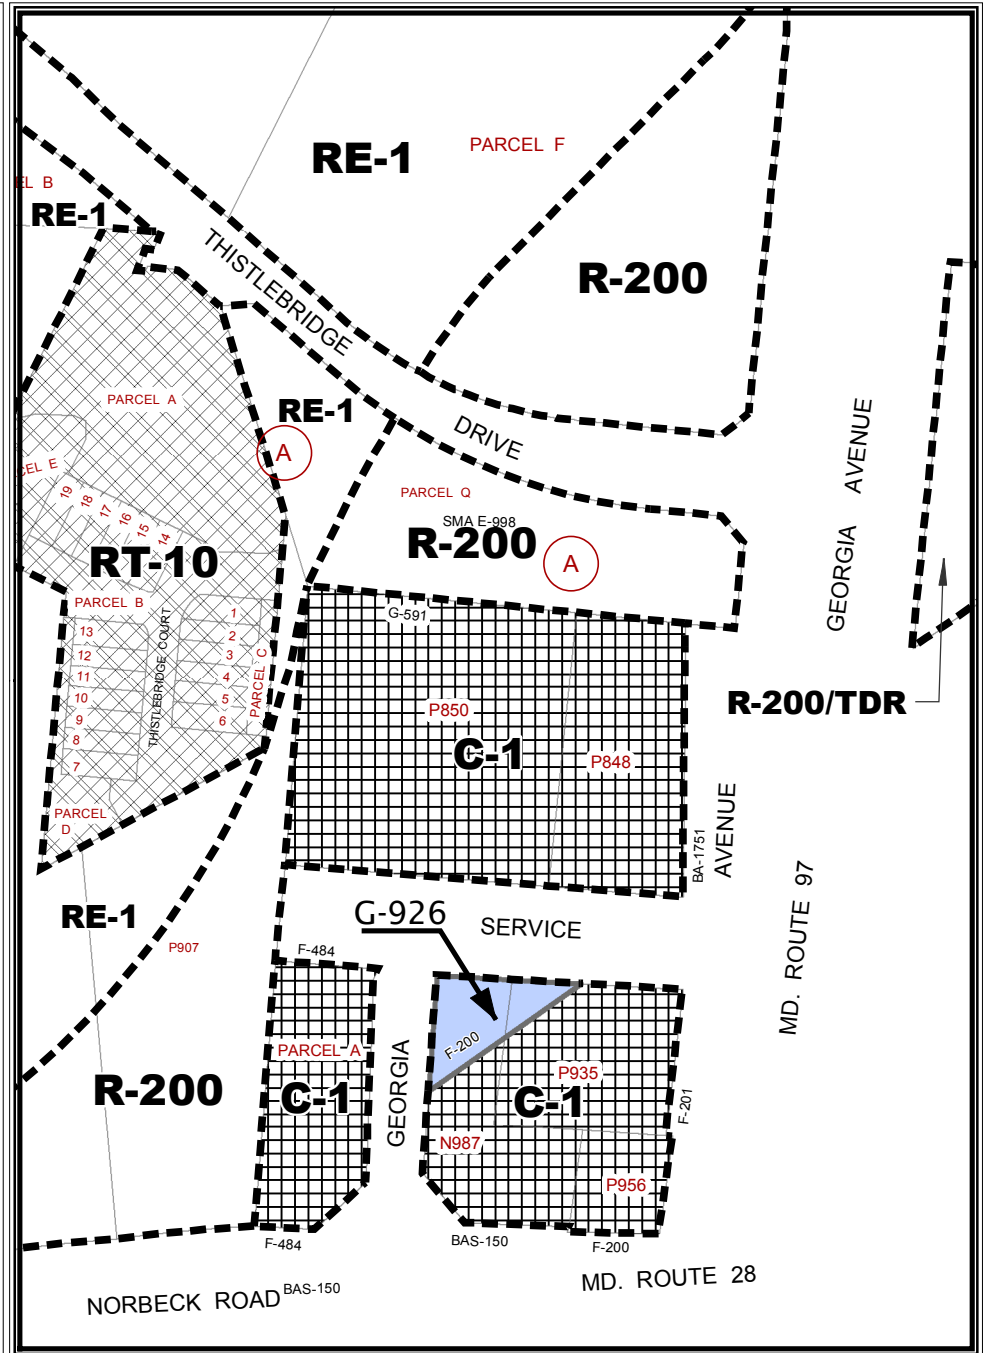 RE-1
PARCEL F
EL B
RE-1
THISTLEBRIDGE
R-200
PARCEL A
RE-1
DRIVE
AVENUE
A
CEL E
PARCEL Q
19
18
17
16
15
14
SMA E-998
R-200
A
GEORGIA
RT-10
PARCEL B
G-591
1
2
3
4
5
6
13
12
11
10
9
8
7
THISTLEBRIDGE COURT
PARCEL C
P850
C-1
P848
R-200/TDR
PARCEL
D
BA-1751
AVENUE
RE-1
G-926
SERVICE
P907
F-484
MD. ROUTE 97
F-200
PARCEL A
C-1
R-200
GEORGIA
P935
C-1
F-201
N987
P956
F-484
BAS-150
F-200
NORBECK ROAD
BAS-150
MD. ROUTE 28